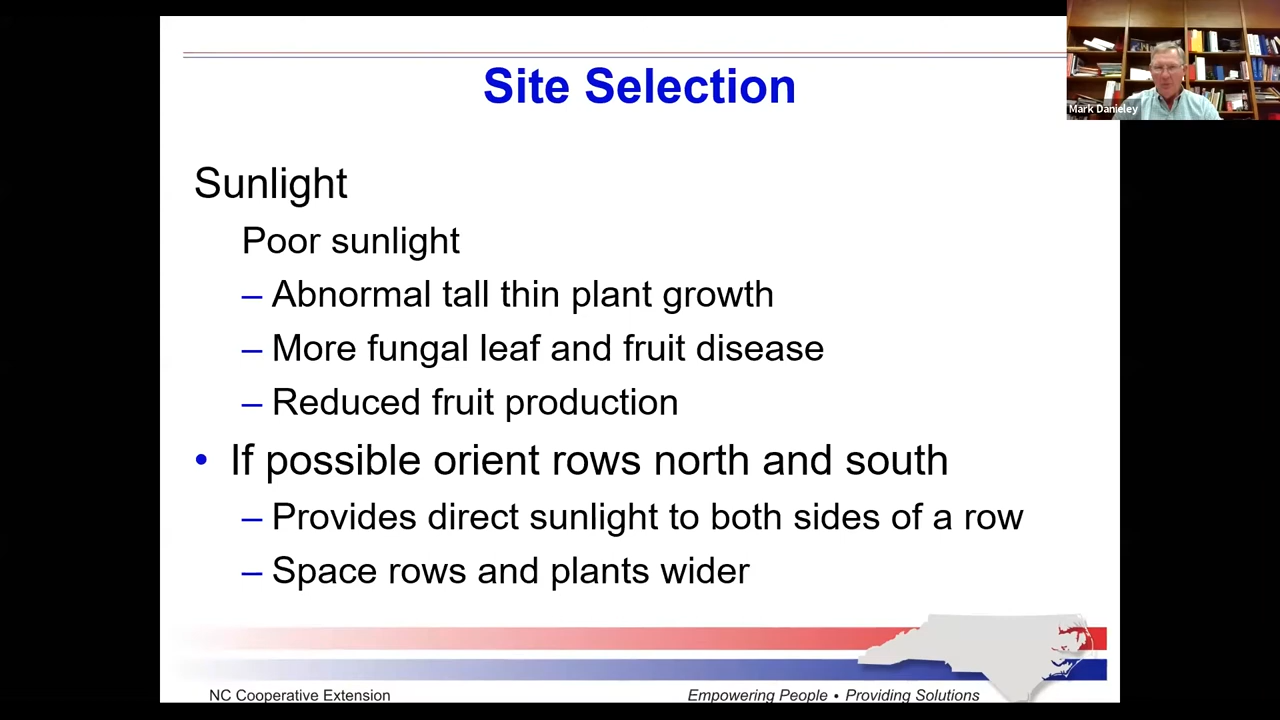 Site Selection
Mark Danieley
Sunlight
Poor sunlight
– Abnormal tall thin plant growth
– More fungal leaf and fruit disease
– Reduced fruit production
• If possible orient rows north and south
– Provides direct sunlight to both sides of a row
– Space rows and plants wider
NC Cooperative Extension
Empowering People • Providing Solutions